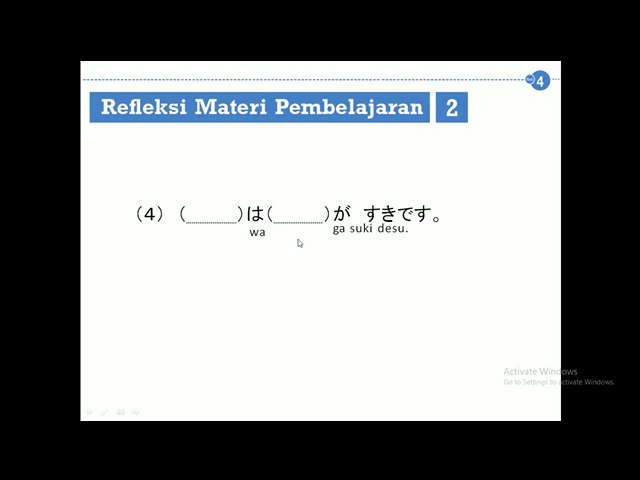 4
Refleksi Materi Pembelajaran 2
（４）（ ）は（ ）が すきです。
wa ga suki desu.
Activate Windows
Go to Settings to activate Windows.